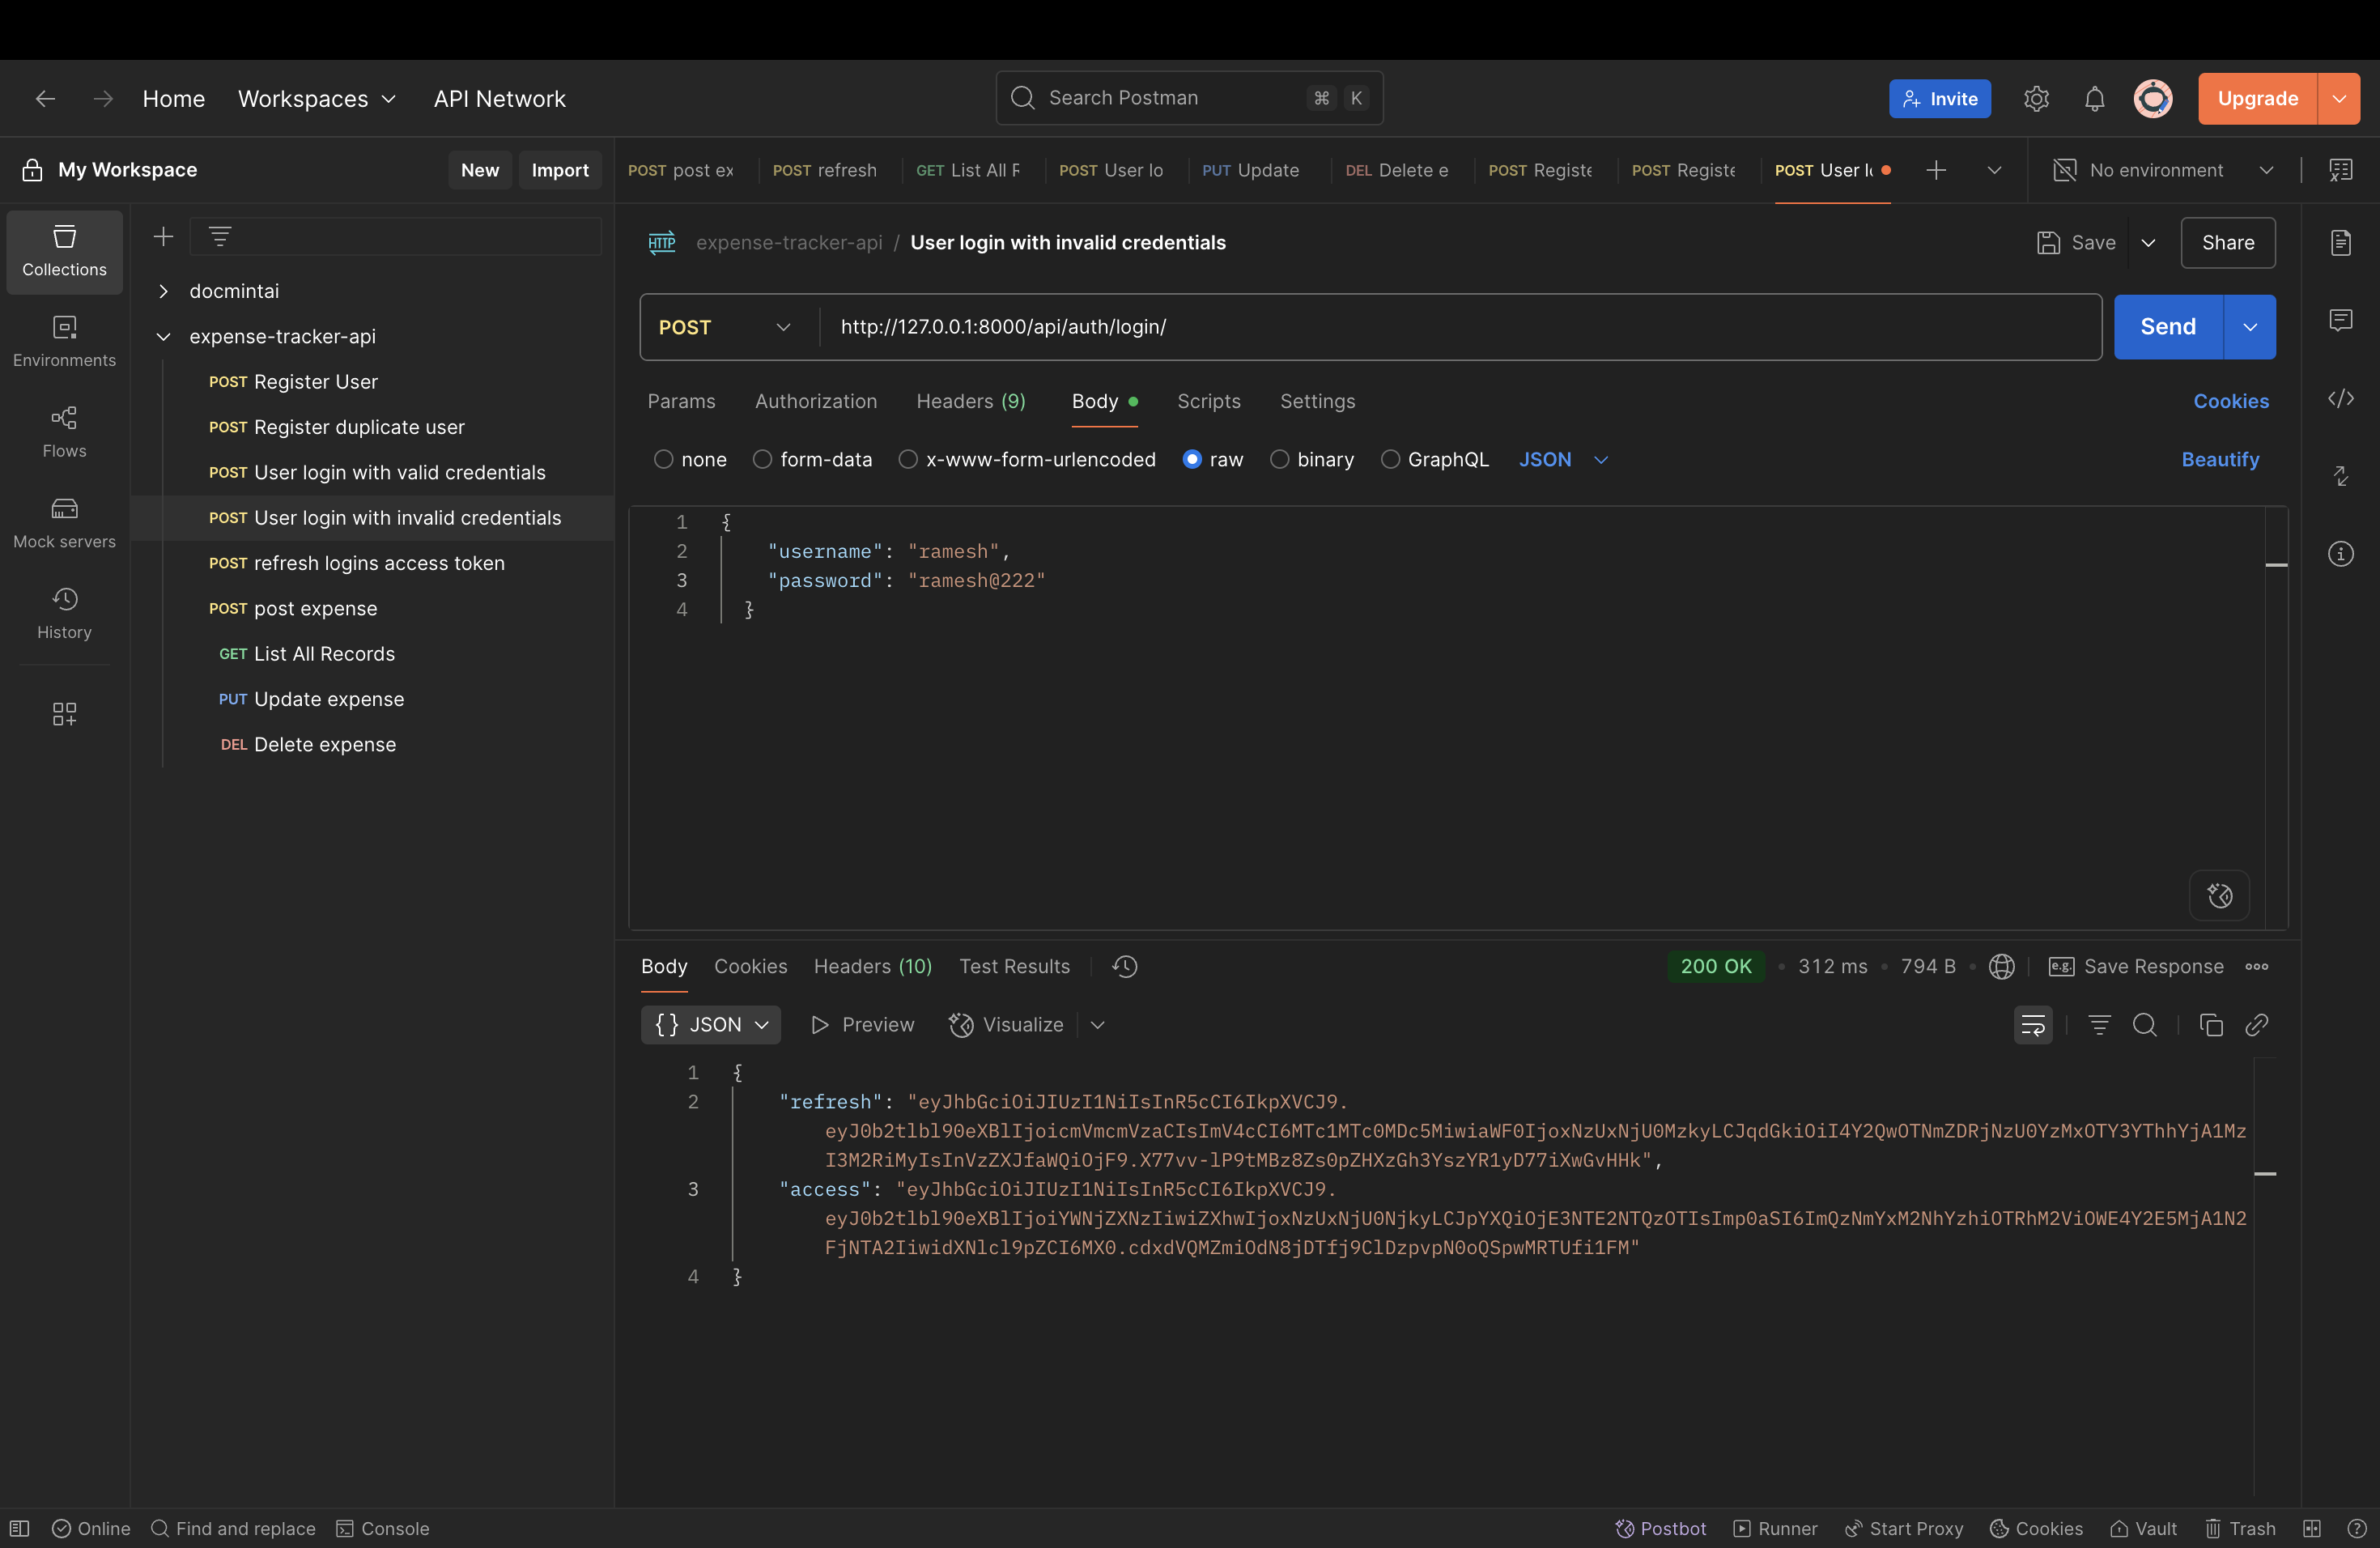 Home
Workspaces
API Network
Search Postman
⌘ K
Invite
Upgrade
My Workspace
New
Import
POST post ex
POST refresh
GET List All R
POST User lo
PUT Update
DEL Delete e
POST Registe
POST Registe
POST User lo
No environment
Collections
Environments
Flows
Mock servers
History
docmintai
expense-tracker-api
POST Register User
POST Register duplicate user
POST User login with valid credentials
POST User login with invalid credentials
POST refresh logins access token
POST post expense
GET List All Records
PUT Update expense
DEL Delete expense
HTTP expense-tracker-api / User login with invalid credentials
Save
Share
POST http://127.0.0.1:8000/api/auth/login/
Send
Params Authorization Headers (9) Body Scripts Settings
Cookies
none form-data x-www-form-urlencoded raw binary GraphQL JSON
Beautify
1 {
2 "username": "ramesh",
3 "password": "ramesh@222"
4 }
Body Cookies Headers (10) Test Results
200 OK • 312 ms • 794 B
e.g. Save Response
{} JSON Preview Visualize
1 {
2 "refresh": "eyJhbGciOiJIUzI1NiIsInR5cCI6IkpXVCJ9.
eyJ0b2tlbl90eXBlIjoicmVmcmVzaCIsImV4cCI6MTc1MTc0MDc5MiwiaWF0IjoxNzUxNjU0MzkyLCJqdGkiOiI4Y2QwOTNmZDRjNzU0YzMxOTY3YThhYjA1Mz
I3M2RiMyIsInVzZXJfaWQiOjF9.X77vv-lP9tMBz8Zs0pZHXzGh3YszYR1yD77iXwGvHHk",
3 "access": "eyJhbGciOiJIUzI1NiIsInR5cCI6IkpXVCJ9.
eyJ0b2tlbl90eXBlIjoiYWNjZXNzIiwiZXhwIjoxNzUxNjU0NjkyLCJpYXQiOjE3NTE2NTQzOTIsImp0aSI6ImQzNmYxM2NhYzhiOTRhM2ViOWE4Y2E5MjA1N2
FjNTA2IiwidXNlcl9pZCI6MX0.cdxdVQMZmiOdN8jDTfj9ClDzpvpN0oQSpwMRTUfi1FM"
4 }
Online
Find and replace
Console
Postbot
Runner
Start Proxy
Cookies
Vault
Trash